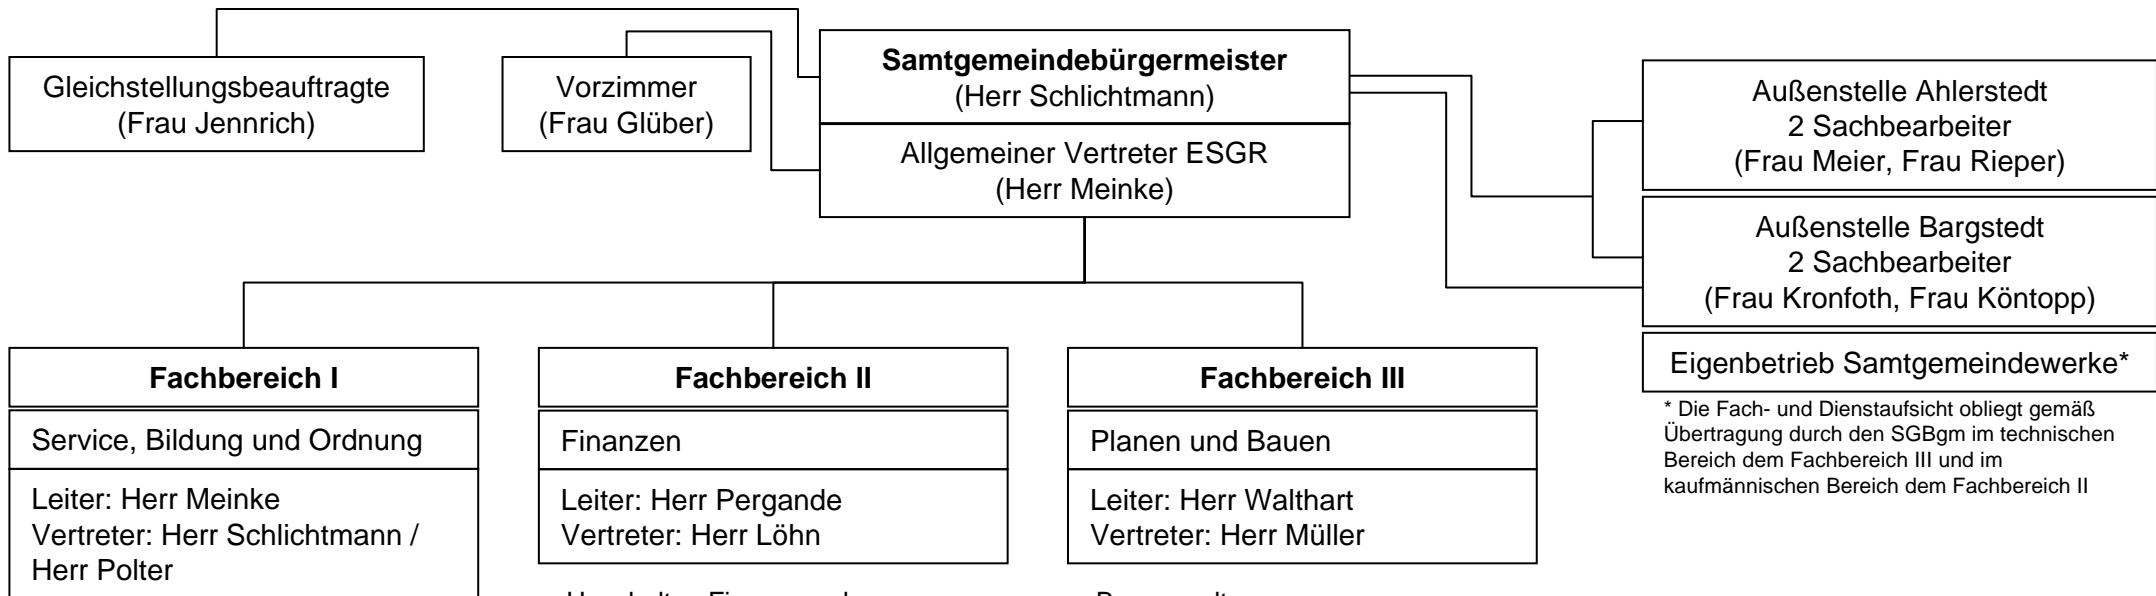 Gleichstellungsbeauftragte
(Frau Jennrich)
Vorzimmer
(Frau Glüber)
Samtgemeindebürgermeister
(Herr Schlichtmann)
Allgemeiner Vertreter ESGR
(Herr Meinke)
Außenstelle Ahlerstedt
2 Sachbearbeiter
(Frau Meier, Frau Rieper)
Außenstelle Bargstedt
2 Sachbearbeiter
(Frau Kronfoth, Frau Köntopp)
Eigenbetrieb Samtgemeindewerke*
* Die Fach- und Dienstaufsicht obliegt gemäß
Übertragung durch den SGBgm im technischen
Bereich dem Fachbereich III und im
kaufmännischen Bereich dem Fachbereich II
Fachbereich I
Service, Bildung und Ordnung
Leiter: Herr Meinke
Vertreter: Herr Schlichtmann /
Herr Polter
Fachbereich II
Finanzen
Leiter: Herr Pergande
Vertreter: Herr Löhn
Fachbereich III
Planen und Bauen
Leiter: Herr Walthart
Vertreter: Herr Müller